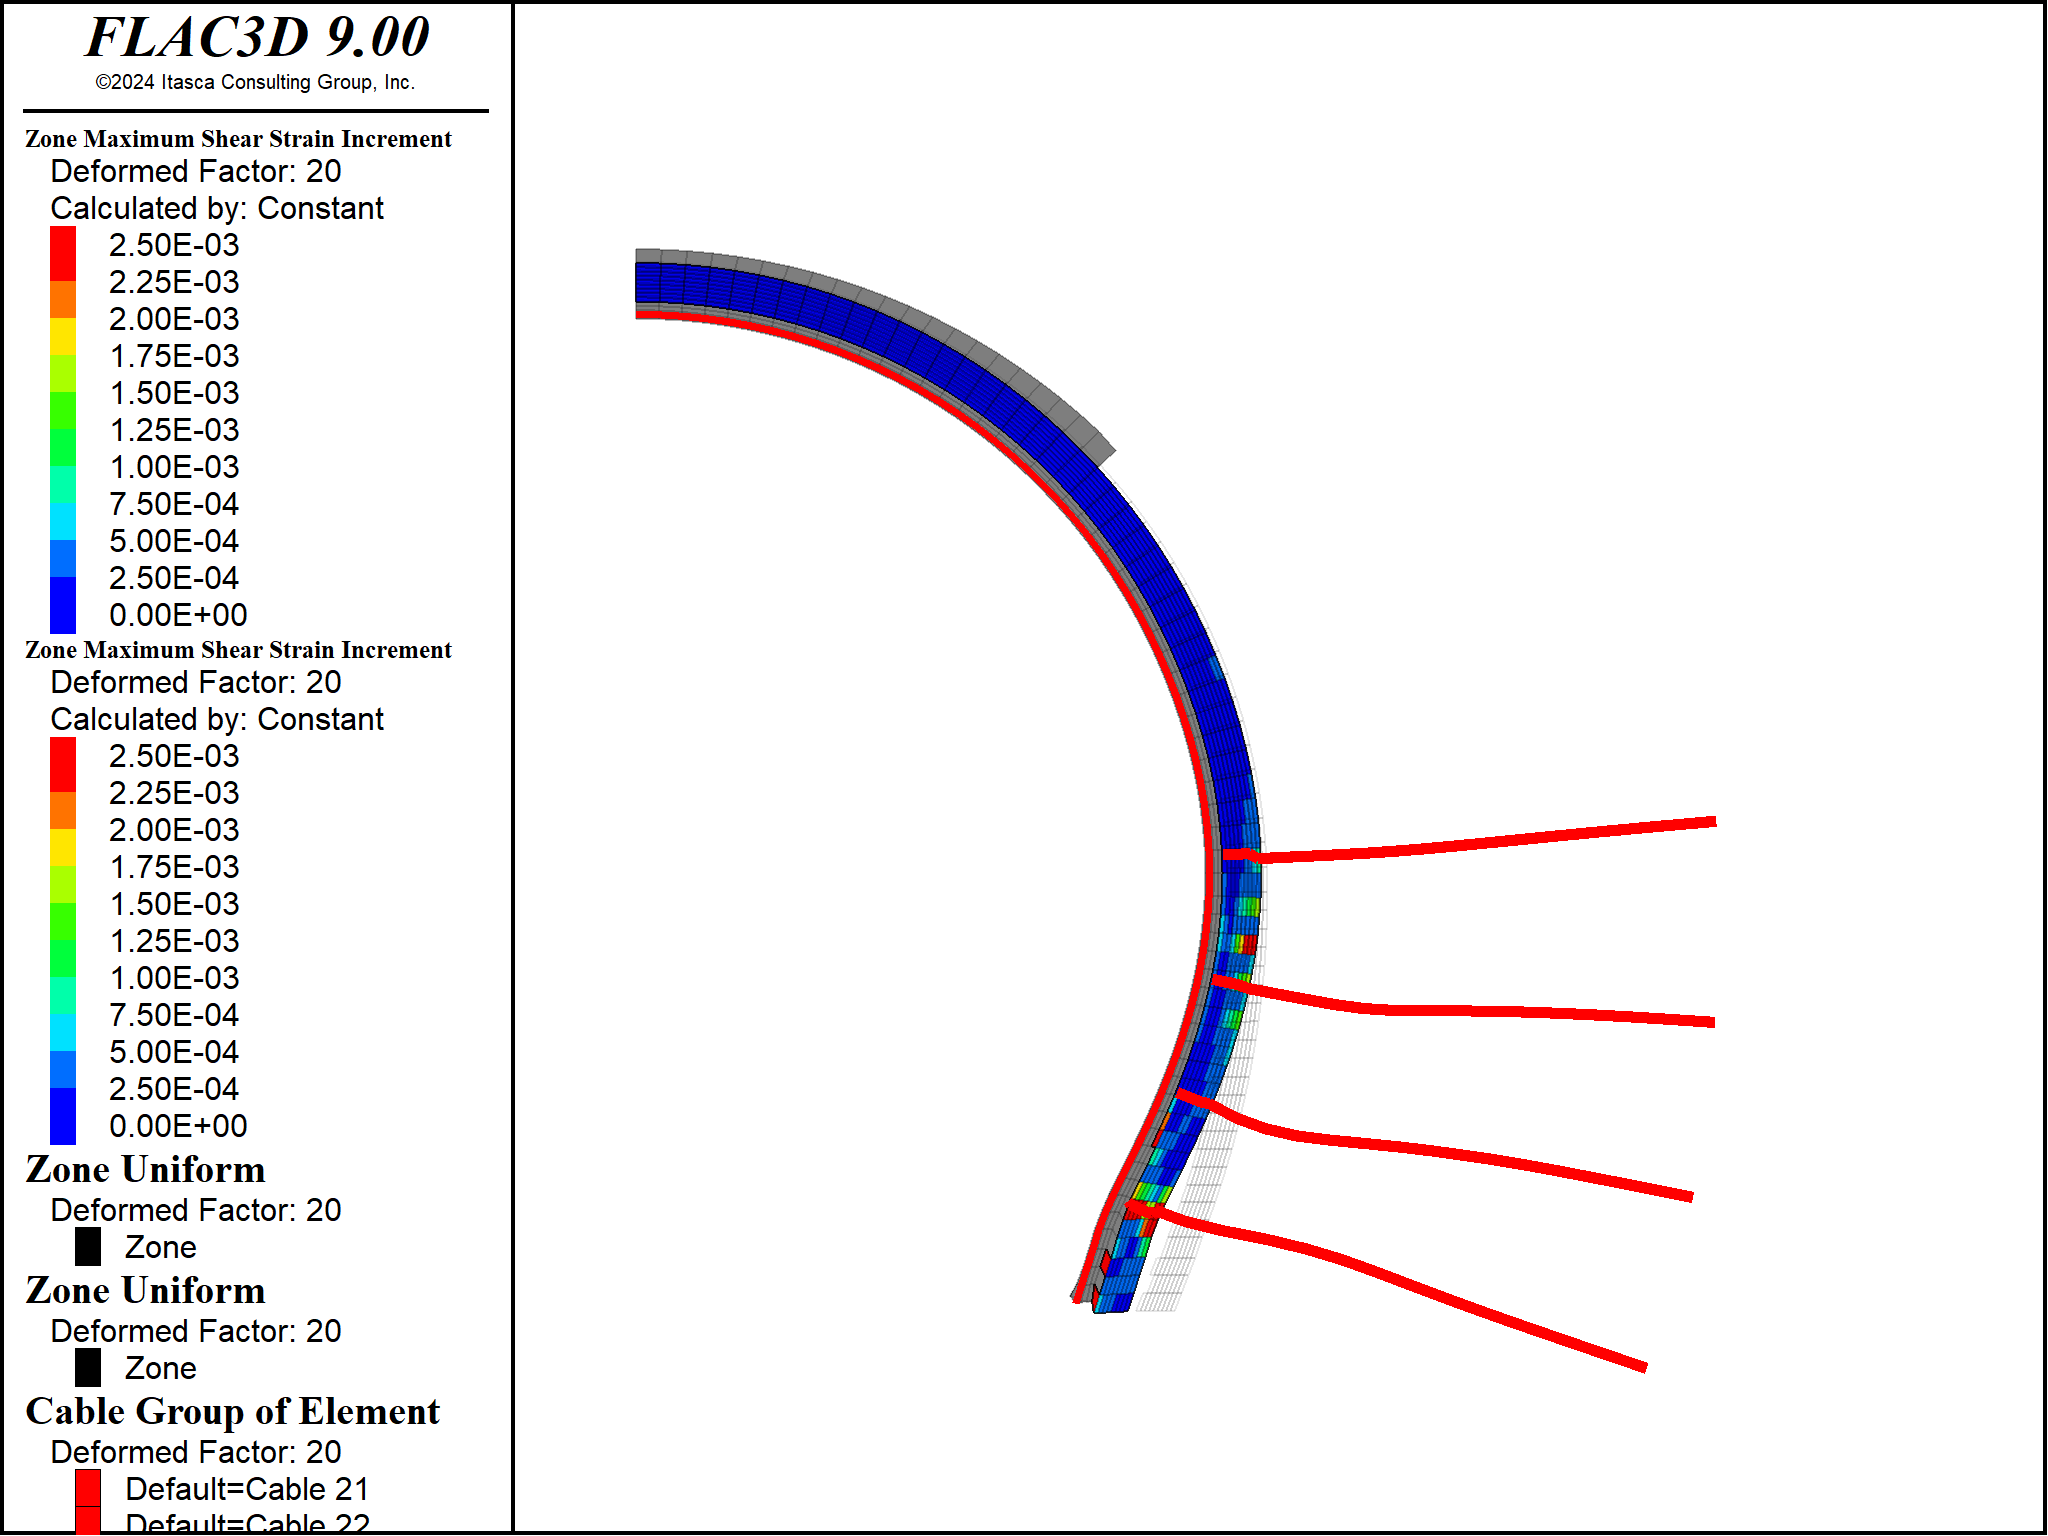 FLAC3D 9.00
©2024 Itasca Consulting Group, Inc.
Zone Maximum Shear Strain Increment
Deformed Factor: 20
Calculated by: Constant
2.50E-03
2.25E-03
2.00E-03
1.75E-03
1.50E-03
1.25E-03
1.00E-03
7.50E-04
5.00E-04
2.50E-04
0.00E+00
Zone Maximum Shear Strain Increment
Deformed Factor: 20
Calculated by: Constant
2.50E-03
2.25E-03
2.00E-03
1.75E-03
1.50E-03
1.25E-03
1.00E-03
7.50E-04
5.00E-04
2.50E-04
0.00E+00
Zone Uniform
Deformed Factor: 20
Zone
Zone Uniform
Deformed Factor: 20
Zone
Cable Group of Element
Deformed Factor: 20
Default=Cable 21
Default=Cable 22